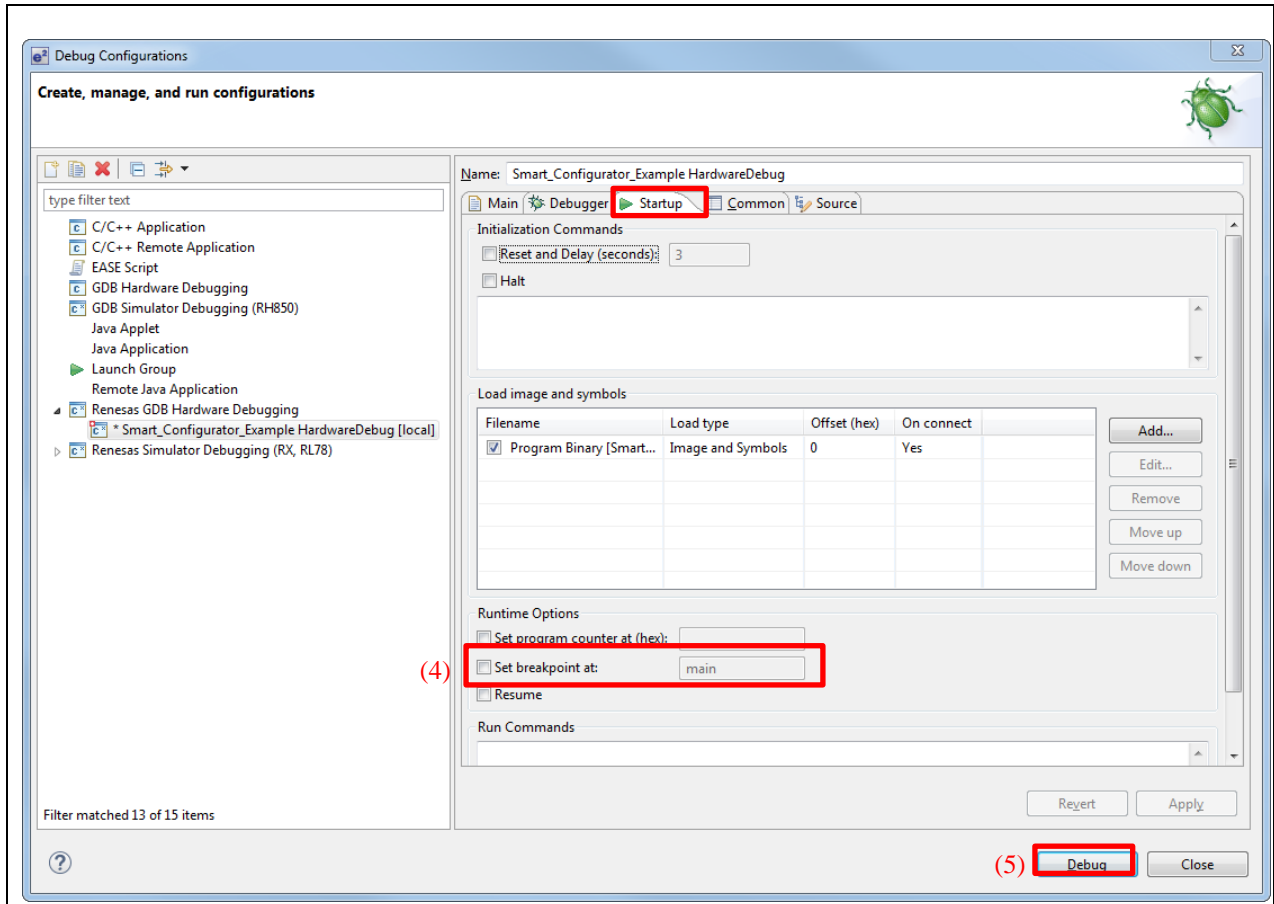 e² Debug Configurations
Create, manage, and run configurations
type filter text
C/C++ Application
C/C++ Remote Application
EASE Script
GDB Hardware Debugging
GDB Simulator Debugging (RH850)
Java Applet
Java Application
Launch Group
Remote Java Application
Renesas GDB Hardware Debugging
* Smart_Configurator_Example HardwareDebug [local]
Renesas Simulator Debugging (RX, RL78)
Filter matched 13 of 15 items
Name: Smart_Configurator_Example HardwareDebug
Main Debugger Startup Common Source
Initialization Commands
Reset and Delay (seconds): 3
Halt
Load image and symbols
Filename Load type Offset (hex) On connect
Program Binary [Smart... Image and Symbols 0 Yes
Add...
Edit...
Remove
Move up
Move down
Runtime Options
Set program counter at (hex):
(4) Set breakpoint at: main
Resume
Run Commands
Revert Apply
(5) Debug Close